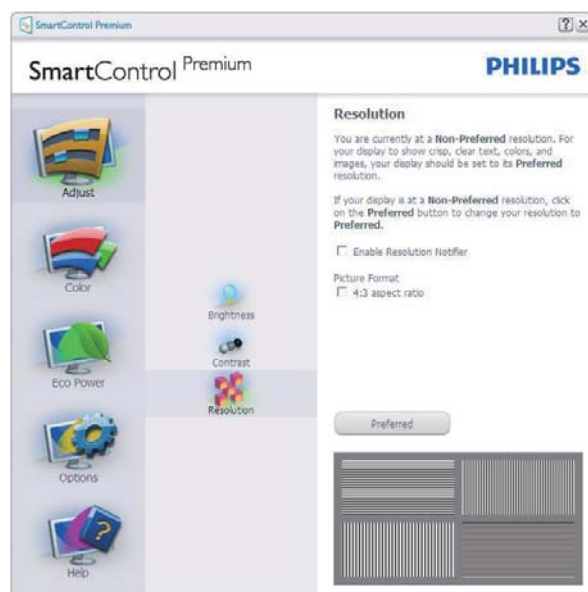 SmartControl Premium
SmartControl Premium
PHILIPS
Adjust
Color
Eco Power
Options
Help
Brightness
Contrast
Resolution
Resolution
You are currently at a Non-Preferred resolution. For
your display to show crisp, clear text, colors, and
images, your display should be set to its Preferred
resolution.
If your display is at a Non-Preferred resolution, click
on the Preferred button to change your resolution to
Preferred.
Enable Resolution Notifier
Picture Format
4:3 aspect ratio
Preferred